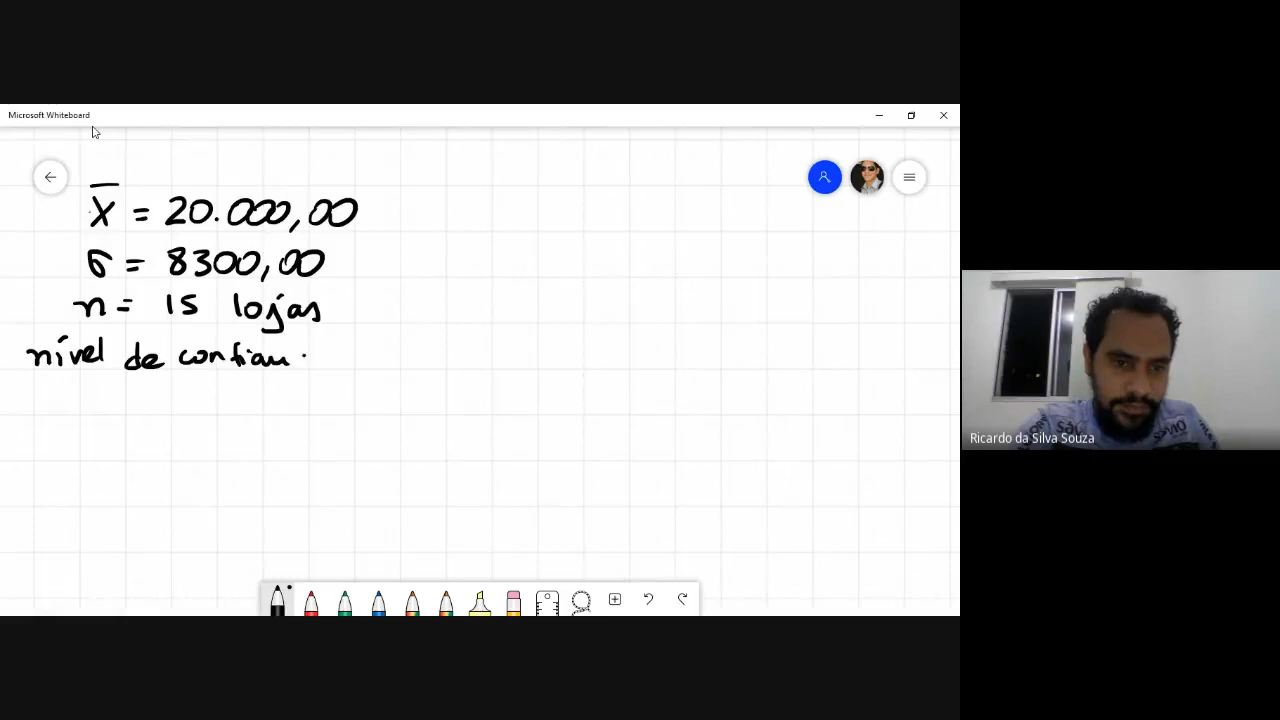 Microsoft Whiteboard
X̅ = 20.000,00
σ = 8300,00
n = 15 lojas
nível de confian
Ricardo da Silva Souza